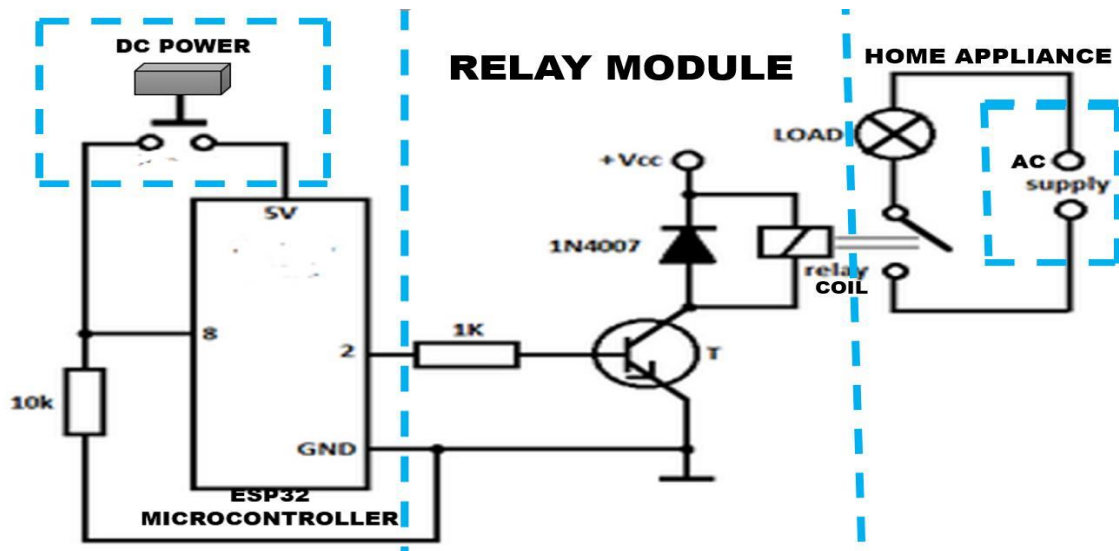 DC POWER
RELAY MODULE
HOME APPLIANCE
LOAD
+Vcc
AC
supply
5V
1N4007
relay
COIL
8
1K
2
T
10k
GND
ESP32
MICROCONTROLLER